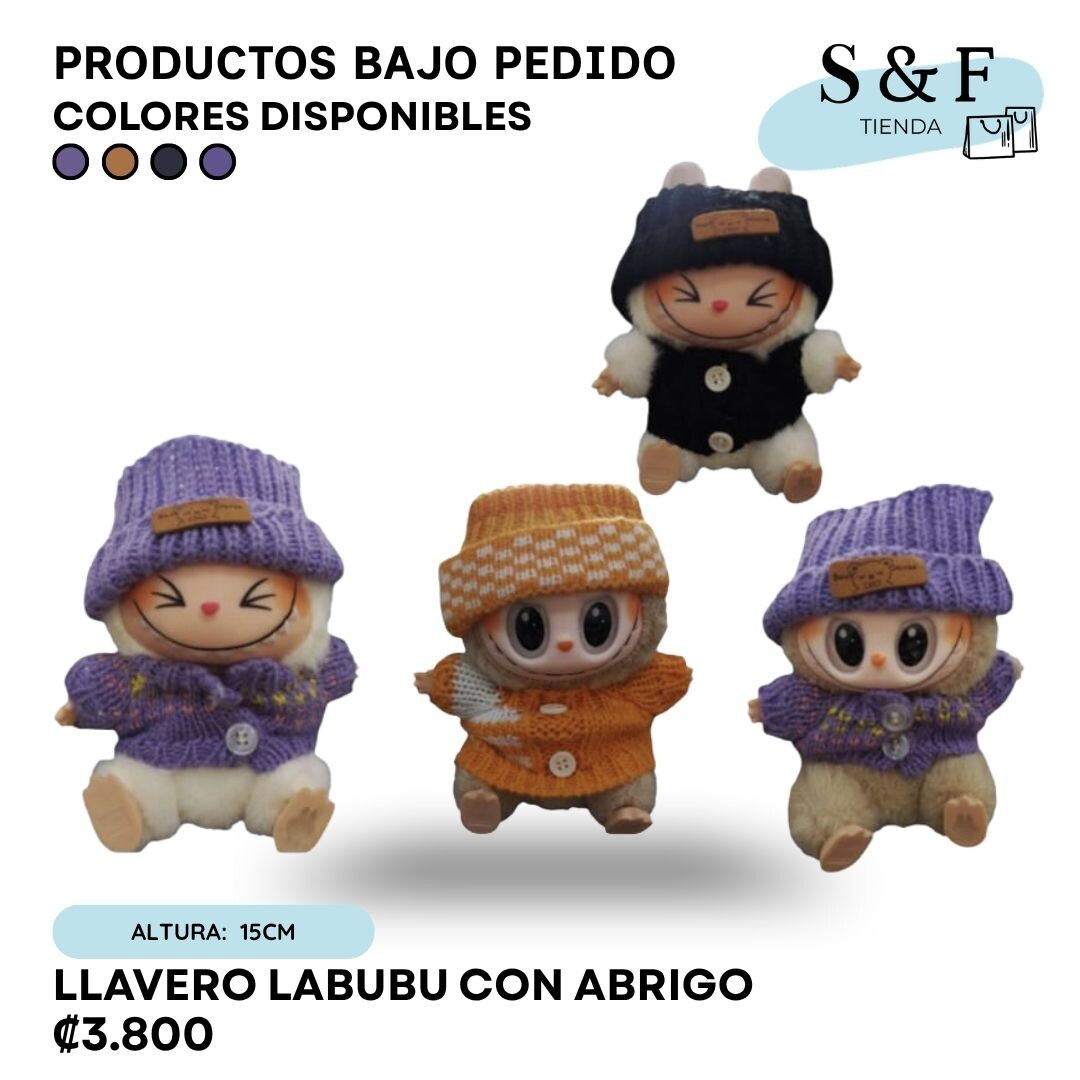 PRODUCTOS BAJO PEDIDO
COLORES DISPONIBLES
S & F
TIENDA
ALTURA: 15CM
LLAVERO LABUBU CON ABRIGO
₡3.800